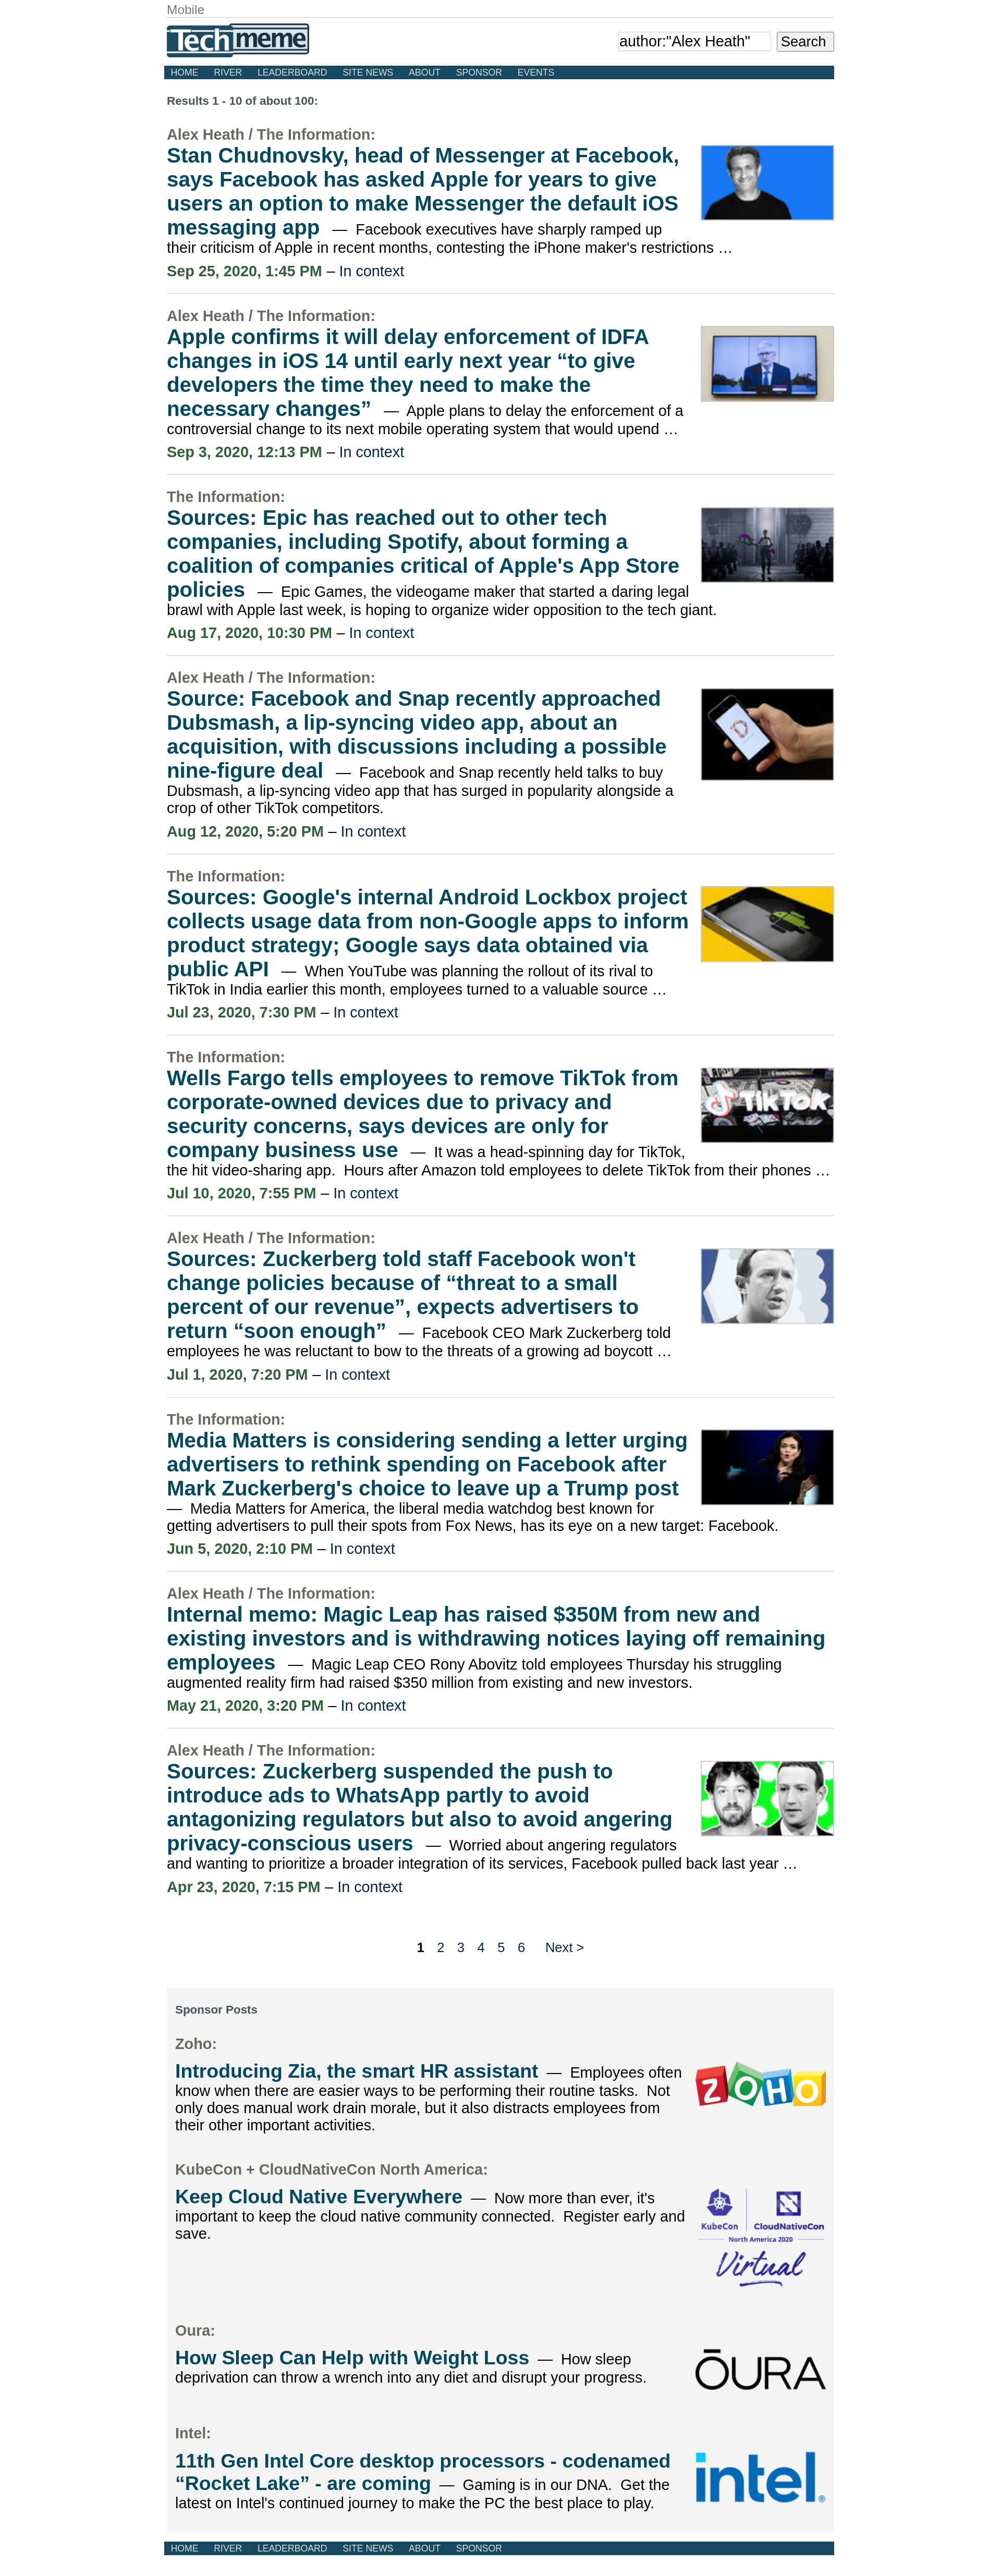 Mobile
Techmeme
author:"Alex Heath"
Search
HOME RIVER LEADERBOARD SITE NEWS ABOUT SPONSOR EVENTS
Results 1 - 10 of about 100:
Alex Heath / The Information:
Stan Chudnovsky, head of Messenger at Facebook,
says Facebook has asked Apple for years to give
users an option to make Messenger the default iOS
messaging app — Facebook executives have sharply ramped up
their criticism of Apple in recent months, contesting the iPhone maker's restrictions …
Sep 25, 2020, 1:45 PM – In context
Alex Heath / The Information:
Apple confirms it will delay enforcement of IDFA
changes in iOS 14 until early next year “to give
developers the time they need to make the
necessary changes” — Apple plans to delay the enforcement of a
controversial change to its next mobile operating system that would upend …
Sep 3, 2020, 12:13 PM – In context
The Information:
Sources: Epic has reached out to other tech
companies, including Spotify, about forming a
coalition of companies critical of Apple's App Store
policies — Epic Games, the videogame maker that started a daring legal
brawl with Apple last week, is hoping to organize wider opposition to the tech giant.
Aug 17, 2020, 10:30 PM – In context
Alex Heath / The Information:
Source: Facebook and Snap recently approached
Dubsmash, a lip-syncing video app, about an
acquisition, with discussions including a possible
nine-figure deal — Facebook and Snap recently held talks to buy
Dubsmash, a lip-syncing video app that has surged in popularity alongside a
crop of other TikTok competitors.
Aug 12, 2020, 5:20 PM – In context
The Information:
Sources: Google's internal Android Lockbox project
collects usage data from non-Google apps to inform
product strategy; Google says data obtained via
public API — When YouTube was planning the rollout of its rival to
TikTok in India earlier this month, employees turned to a valuable source …
Jul 23, 2020, 7:30 PM – In context
The Information:
Wells Fargo tells employees to remove TikTok from
corporate-owned devices due to privacy and
security concerns, says devices are only for
company business use — It was a head-spinning day for TikTok,
the hit video-sharing app. Hours after Amazon told employees to delete TikTok from their phones …
TikTok
Jul 10, 2020, 7:55 PM – In context
Alex Heath / The Information:
Sources: Zuckerberg told staff Facebook won't
change policies because of “threat to a small
percent of our revenue”, expects advertisers to
return “soon enough” — Facebook CEO Mark Zuckerberg told
employees he was reluctant to bow to the threats of a growing ad boycott …
Jul 1, 2020, 7:20 PM – In context
The Information:
Media Matters is considering sending a letter urging
advertisers to rethink spending on Facebook after
Mark Zuckerberg's choice to leave up a Trump post
— Media Matters for America, the liberal media watchdog best known for
getting advertisers to pull their spots from Fox News, has its eye on a new target: Facebook.
Jun 5, 2020, 2:10 PM – In context
Alex Heath / The Information:
Internal memo: Magic Leap has raised $350M from new and
existing investors and is withdrawing notices laying off remaining
employees — Magic Leap CEO Rony Abovitz told employees Thursday his struggling
augmented reality firm had raised $350 million from existing and new investors.
May 21, 2020, 3:20 PM – In context
Alex Heath / The Information:
Sources: Zuckerberg suspended the push to
introduce ads to WhatsApp partly to avoid
antagonizing regulators but also to avoid angering
privacy-conscious users — Worried about angering regulators
and wanting to prioritize a broader integration of its services, Facebook pulled back last year …
Apr 23, 2020, 7:15 PM – In context
1 2 3 4 5 6 Next >
Sponsor Posts
Zoho:
Introducing Zia, the smart HR assistant — Employees often
know when there are easier ways to be performing their routine tasks. Not
only does manual work drain morale, but it also distracts employees from
their other important activities.
ZOHO
KubeCon + CloudNativeCon North America:
Keep Cloud Native Everywhere — Now more than ever, it's
important to keep the cloud native community connected. Register early and
save.
KubeCon CloudNativeCon
North America 2020
Virtual
Oura:
How Sleep Can Help with Weight Loss — How sleep
deprivation can throw a wrench into any diet and disrupt your progress.
ŌURA
Intel:
11th Gen Intel Core desktop processors - codenamed
“Rocket Lake” - are coming — Gaming is in our DNA. Get the
latest on Intel's continued journey to make the PC the best place to play.
intel®
HOME RIVER LEADERBOARD SITE NEWS ABOUT SPONSOR